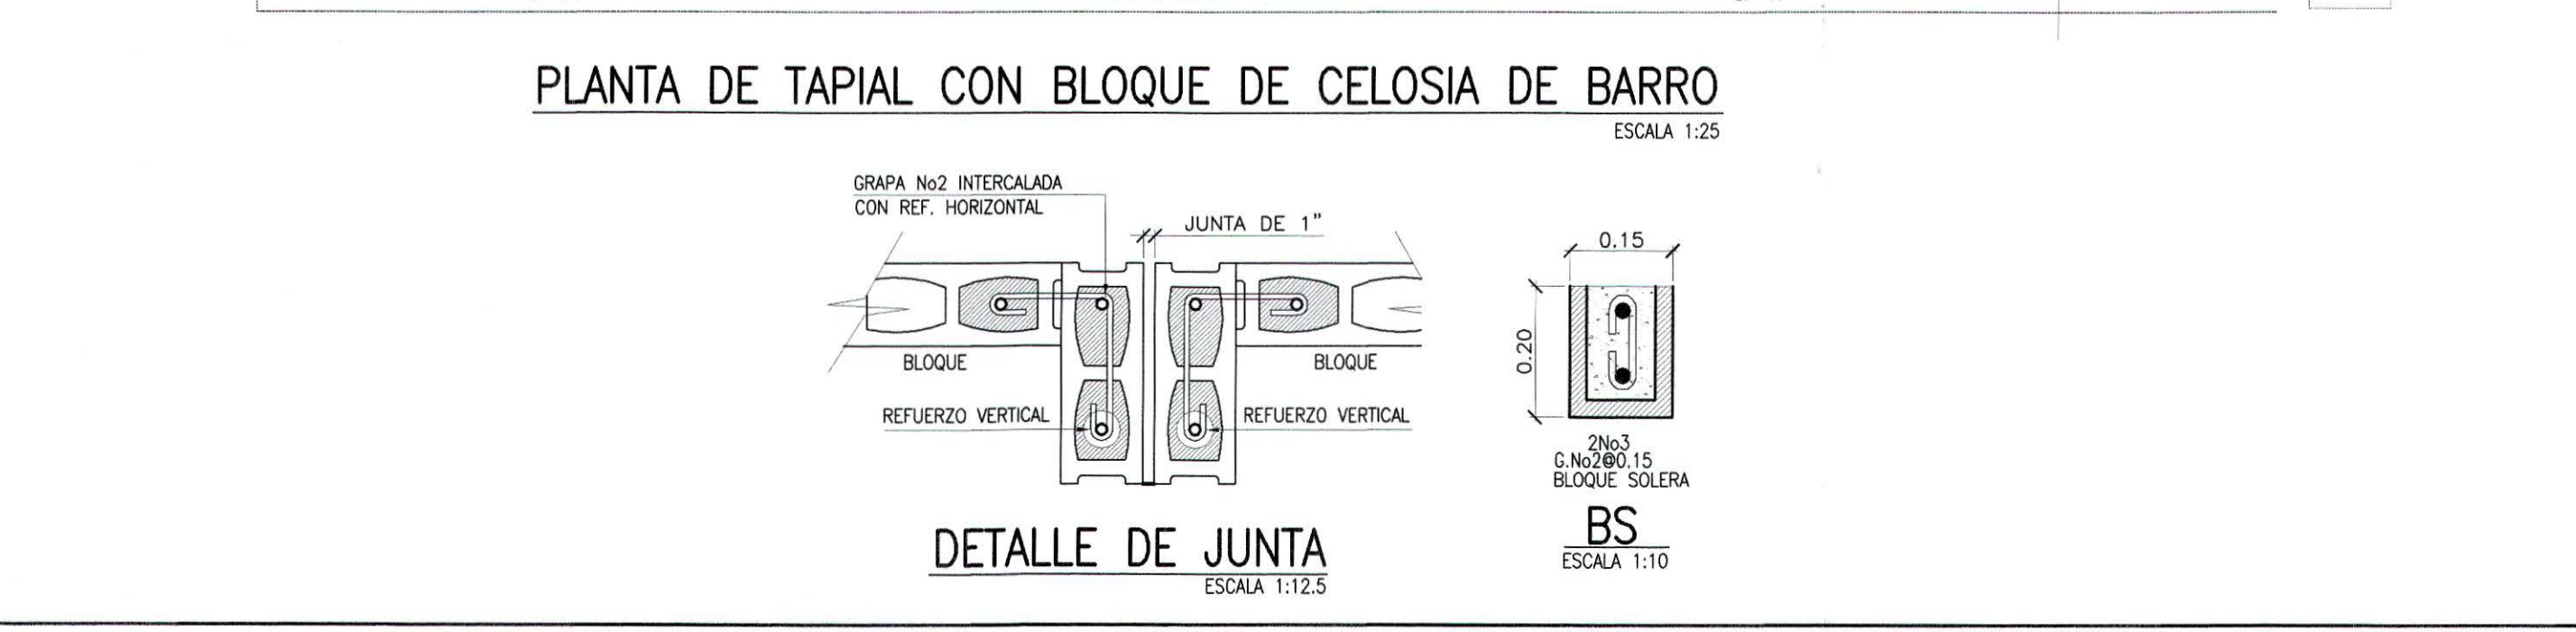 PLANTA DE TAPIAL CON BLOQUE DE CELOSIA DE BARRO
ESCALA 1:25
GRAPA No2 INTERCALADA
CON REF. HORIZONTAL
JUNTA DE 1"
BLOQUE
BLOQUE
REFUERZO VERTICAL
REFUERZO VERTICAL
DETALLE DE JUNTA
ESCALA 1:12.5
0.15
0.20
2No3
G.No2@0.15
BLOQUE SOLERA
BS
ESCALA 1:10